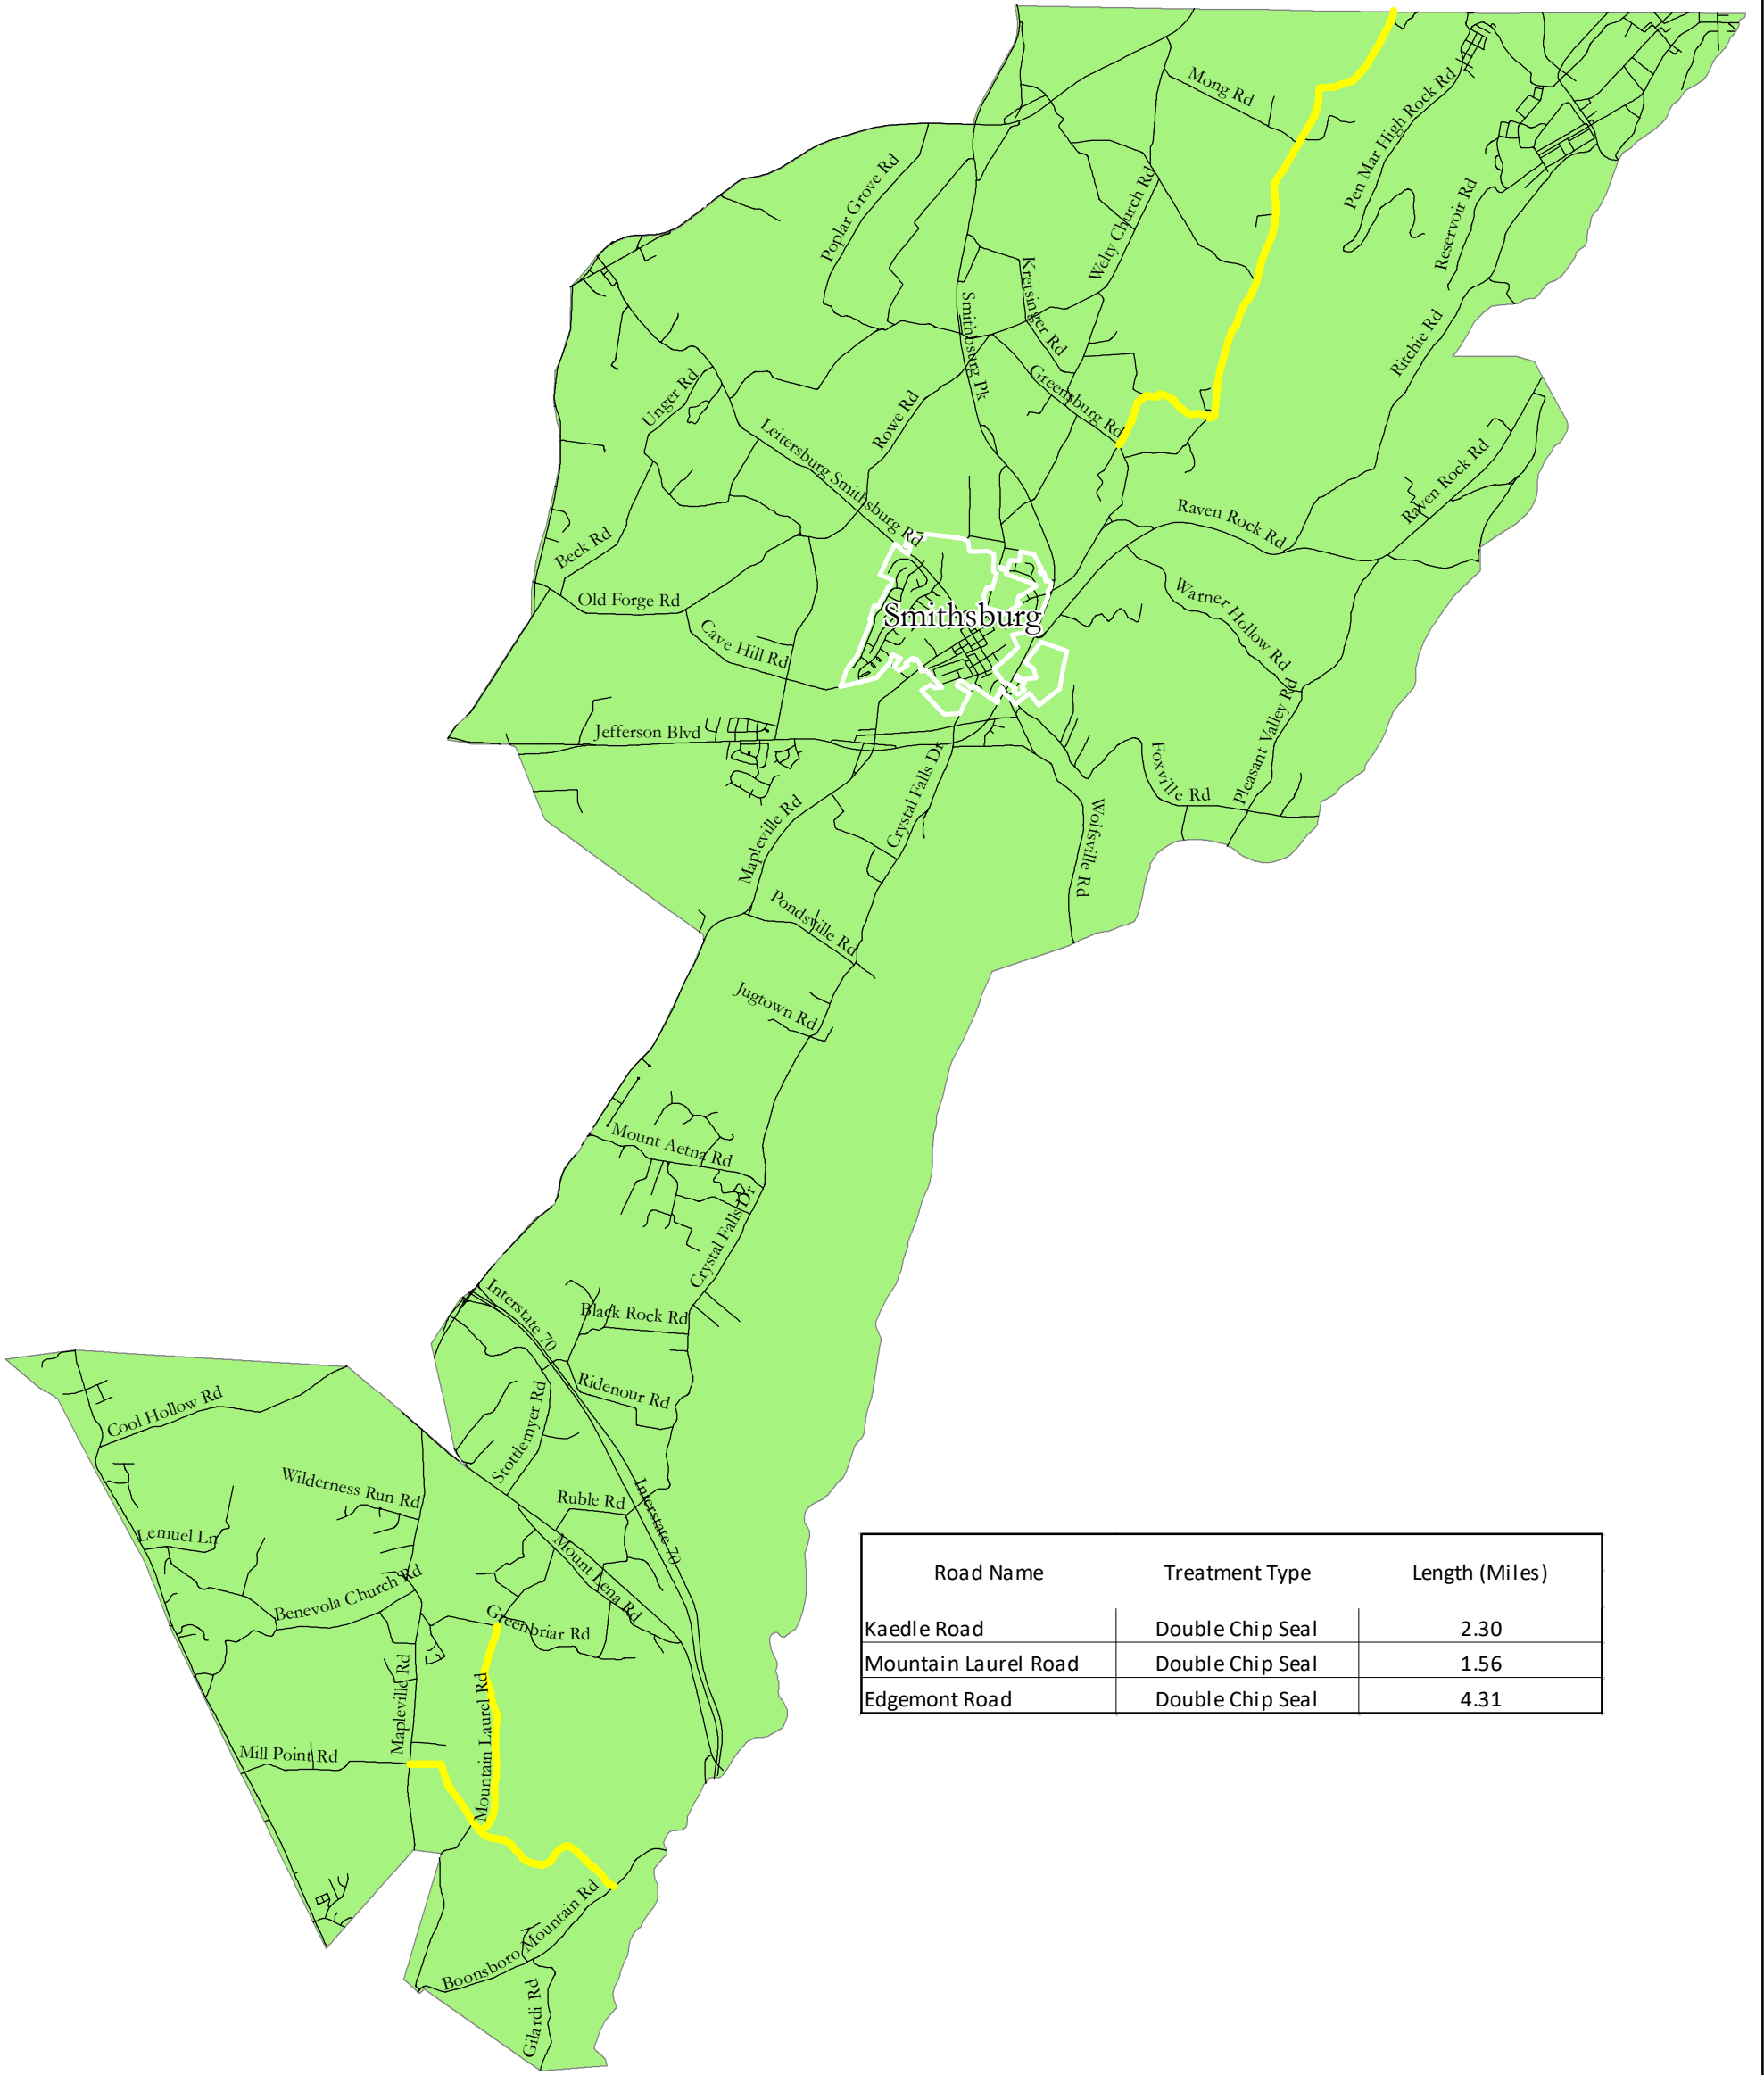 Mong Rd
Pen Mar High Rock Rd
Poplar Grove Rd
Welty Church Rd
Reservoir Rd
Kretsinger Rd
Smithsburg Pk
Ritchie Rd
Greensburg Rd
Unger Rd
Rowe Rd
Leitersburg Smithsburg Rd
Raven Rock Rd
Raven Rock Rd
Beck Rd
Old Forge Rd
Smithsburg
Warner Hollow Rd
Cave Hill Rd
Jefferson Blvd
Pleasant Valley Rd
Foxville Rd
Crystal Falls Dr
Mapleville Rd
Wolfsville Rd
Pondsville Rd
Jugtown Rd
Mount Aetna Rd
Crystal Falls Dr
Interstate 70
Black Rock Rd
Ridenour Rd
Cool Hollow Rd
Stottlemyer Rd
Wilderness Run Rd
Ruble Rd
Interstate 70
Lemuel Ln
Mount Lena Rd
Benevola Church Rd
Greenbriar Rd
Mapleville Rd
Mountain Laurel Rd
Mill Point Rd
Boonsboro Mountain Rd
Gilardi Rd
Road Name Treatment Type Length (Miles)
Kaedle Road Double Chip Seal 2.30
Mountain Laurel Road Double Chip Seal 1.56
Edgemont Road Double Chip Seal 4.31